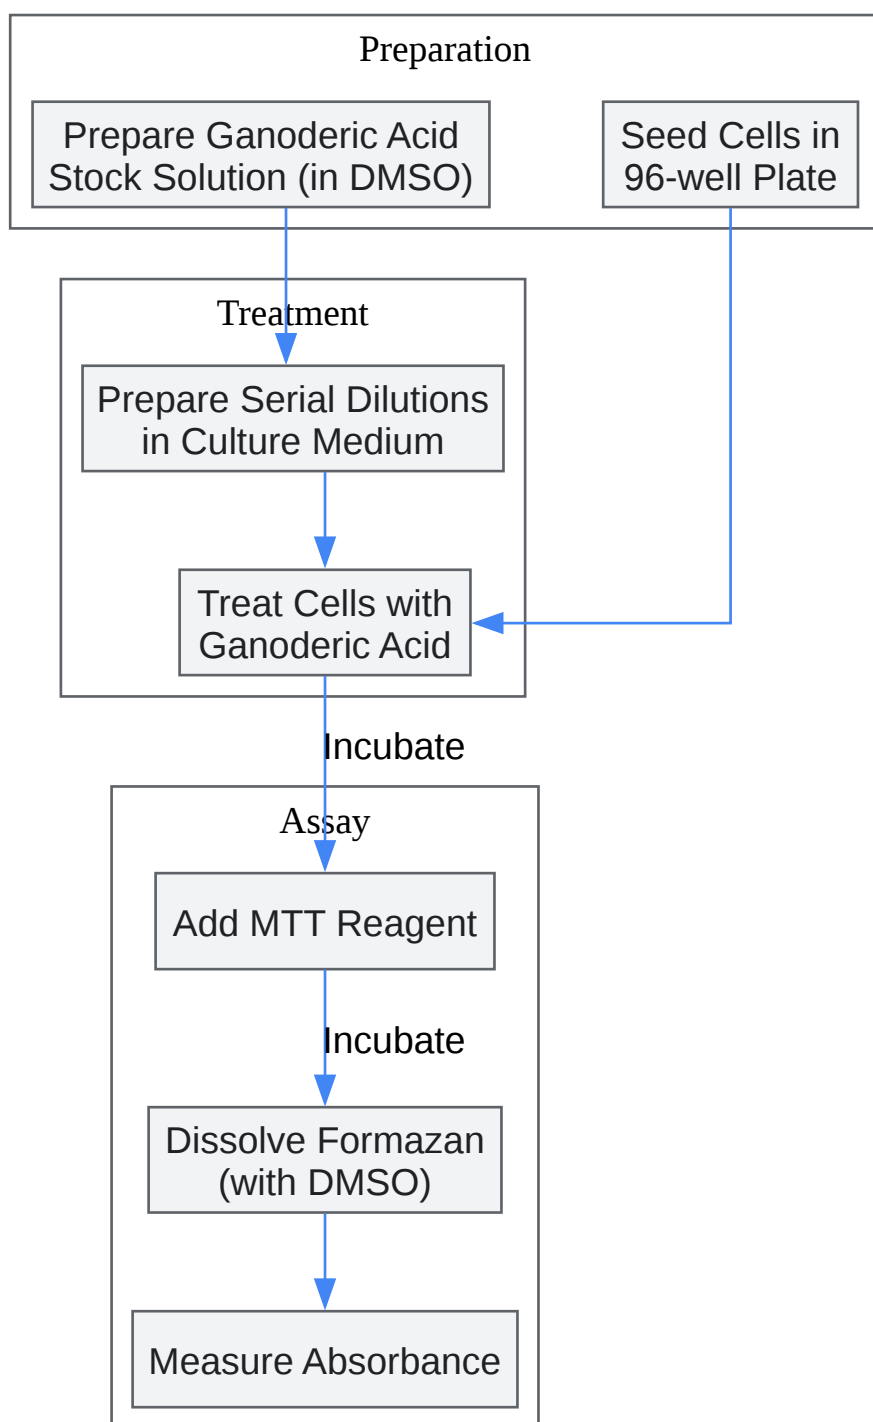 Preparation
Prepare Ganoderic Acid
Stock Solution (in DMSO)
Seed Cells in
96-well Plate
Treatment
Prepare Serial Dilutions
in Culture Medium
Treat Cells with
Ganoderic Acid
Incubate
Assay
Add MTT Reagent
Incubate
Dissolve Formazan
(with DMSO)
Measure Absorbance